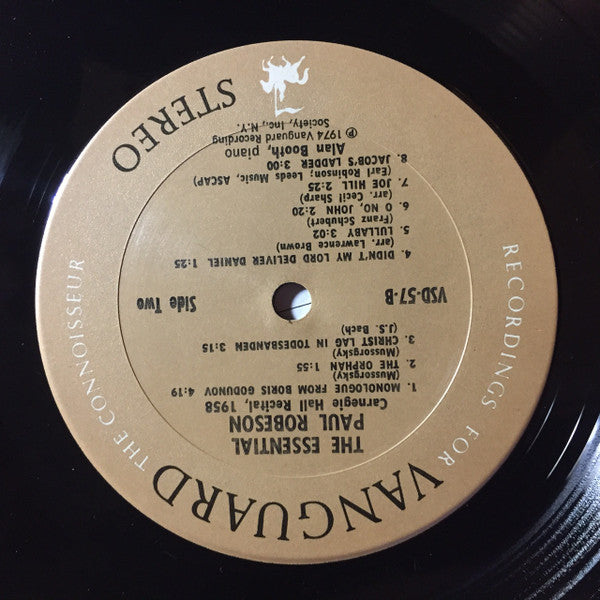 VANGUARD
RECORDINGS FOR THE CONNOISSEUR
THE ESSENTIAL
PAUL ROBESON
Carnegie Hall Recital, 1958
1. MONOLOGUE FROM BORIS GODUNOV 4:19
(Mussorgsky)
2. THE ORPHAN 1:55
(Mussorgsky)
3. CHRIST LAG IN TODESBANDEN 3:15
(J.S. Bach)
VSD-57-B
Side Two
4. DIDN'T MY LORD DELIVER DANIEL 1:25
(arr. Lawrence Brown)
5. LULLABY 3:02
(Franz Schubert)
6. O NO, JOHN 2:20
(arr. Cecil Sharp)
7. JOE HILL 2:25
(Earl Robinson; Leeds Music, ASCAP)
8. JACOB'S LADDER 3:00
Alan Booth, piano
℗ 1974 Vanguard Recording
Society, Inc., N.Y.
STEREO